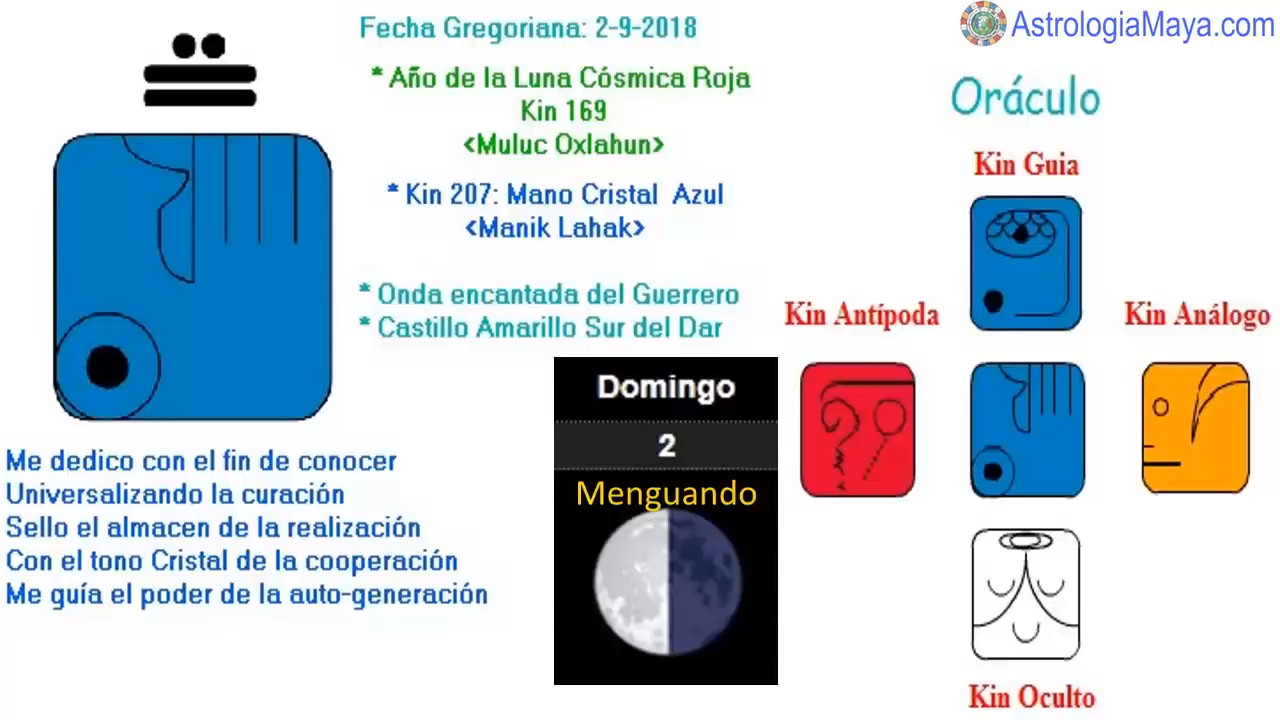 Fecha Gregoriana: 2-9-2018
* Año de la Luna Cósmica Roja
Kin 169
<Muluc Oxlahun>
* Kin 207: Mano Cristal Azul
<Manik Lahak>
* Onda encantada del Guerrero
* Castillo Amarillo Sur del Dar
Me dedico con el fin de conocer
Universalizando la curación
Sello el almacen de la realización
Con el tono Cristal de la cooperación
Me guía el poder de la auto-generación
Domingo
2
Menguando
AstrologiaMaya.com
Oráculo
Kin Guia
Kin Antípoda
Kin Análogo
Kin Oculto